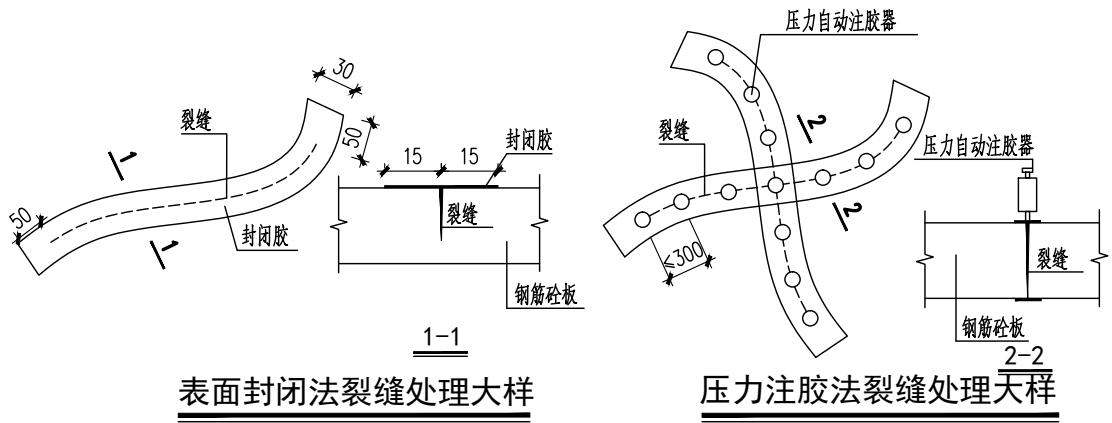 30
裂缝
1
50
15
15
封闭胶
50
1
封闭胶
裂缝
钢筋砼板
1-1
表面封闭法裂缝处理大样
压力自动注胶器
2
裂缝
压力自动注胶器
2
≤300
裂缝
钢筋砼板
2-2
压力注胶法裂缝处理大样